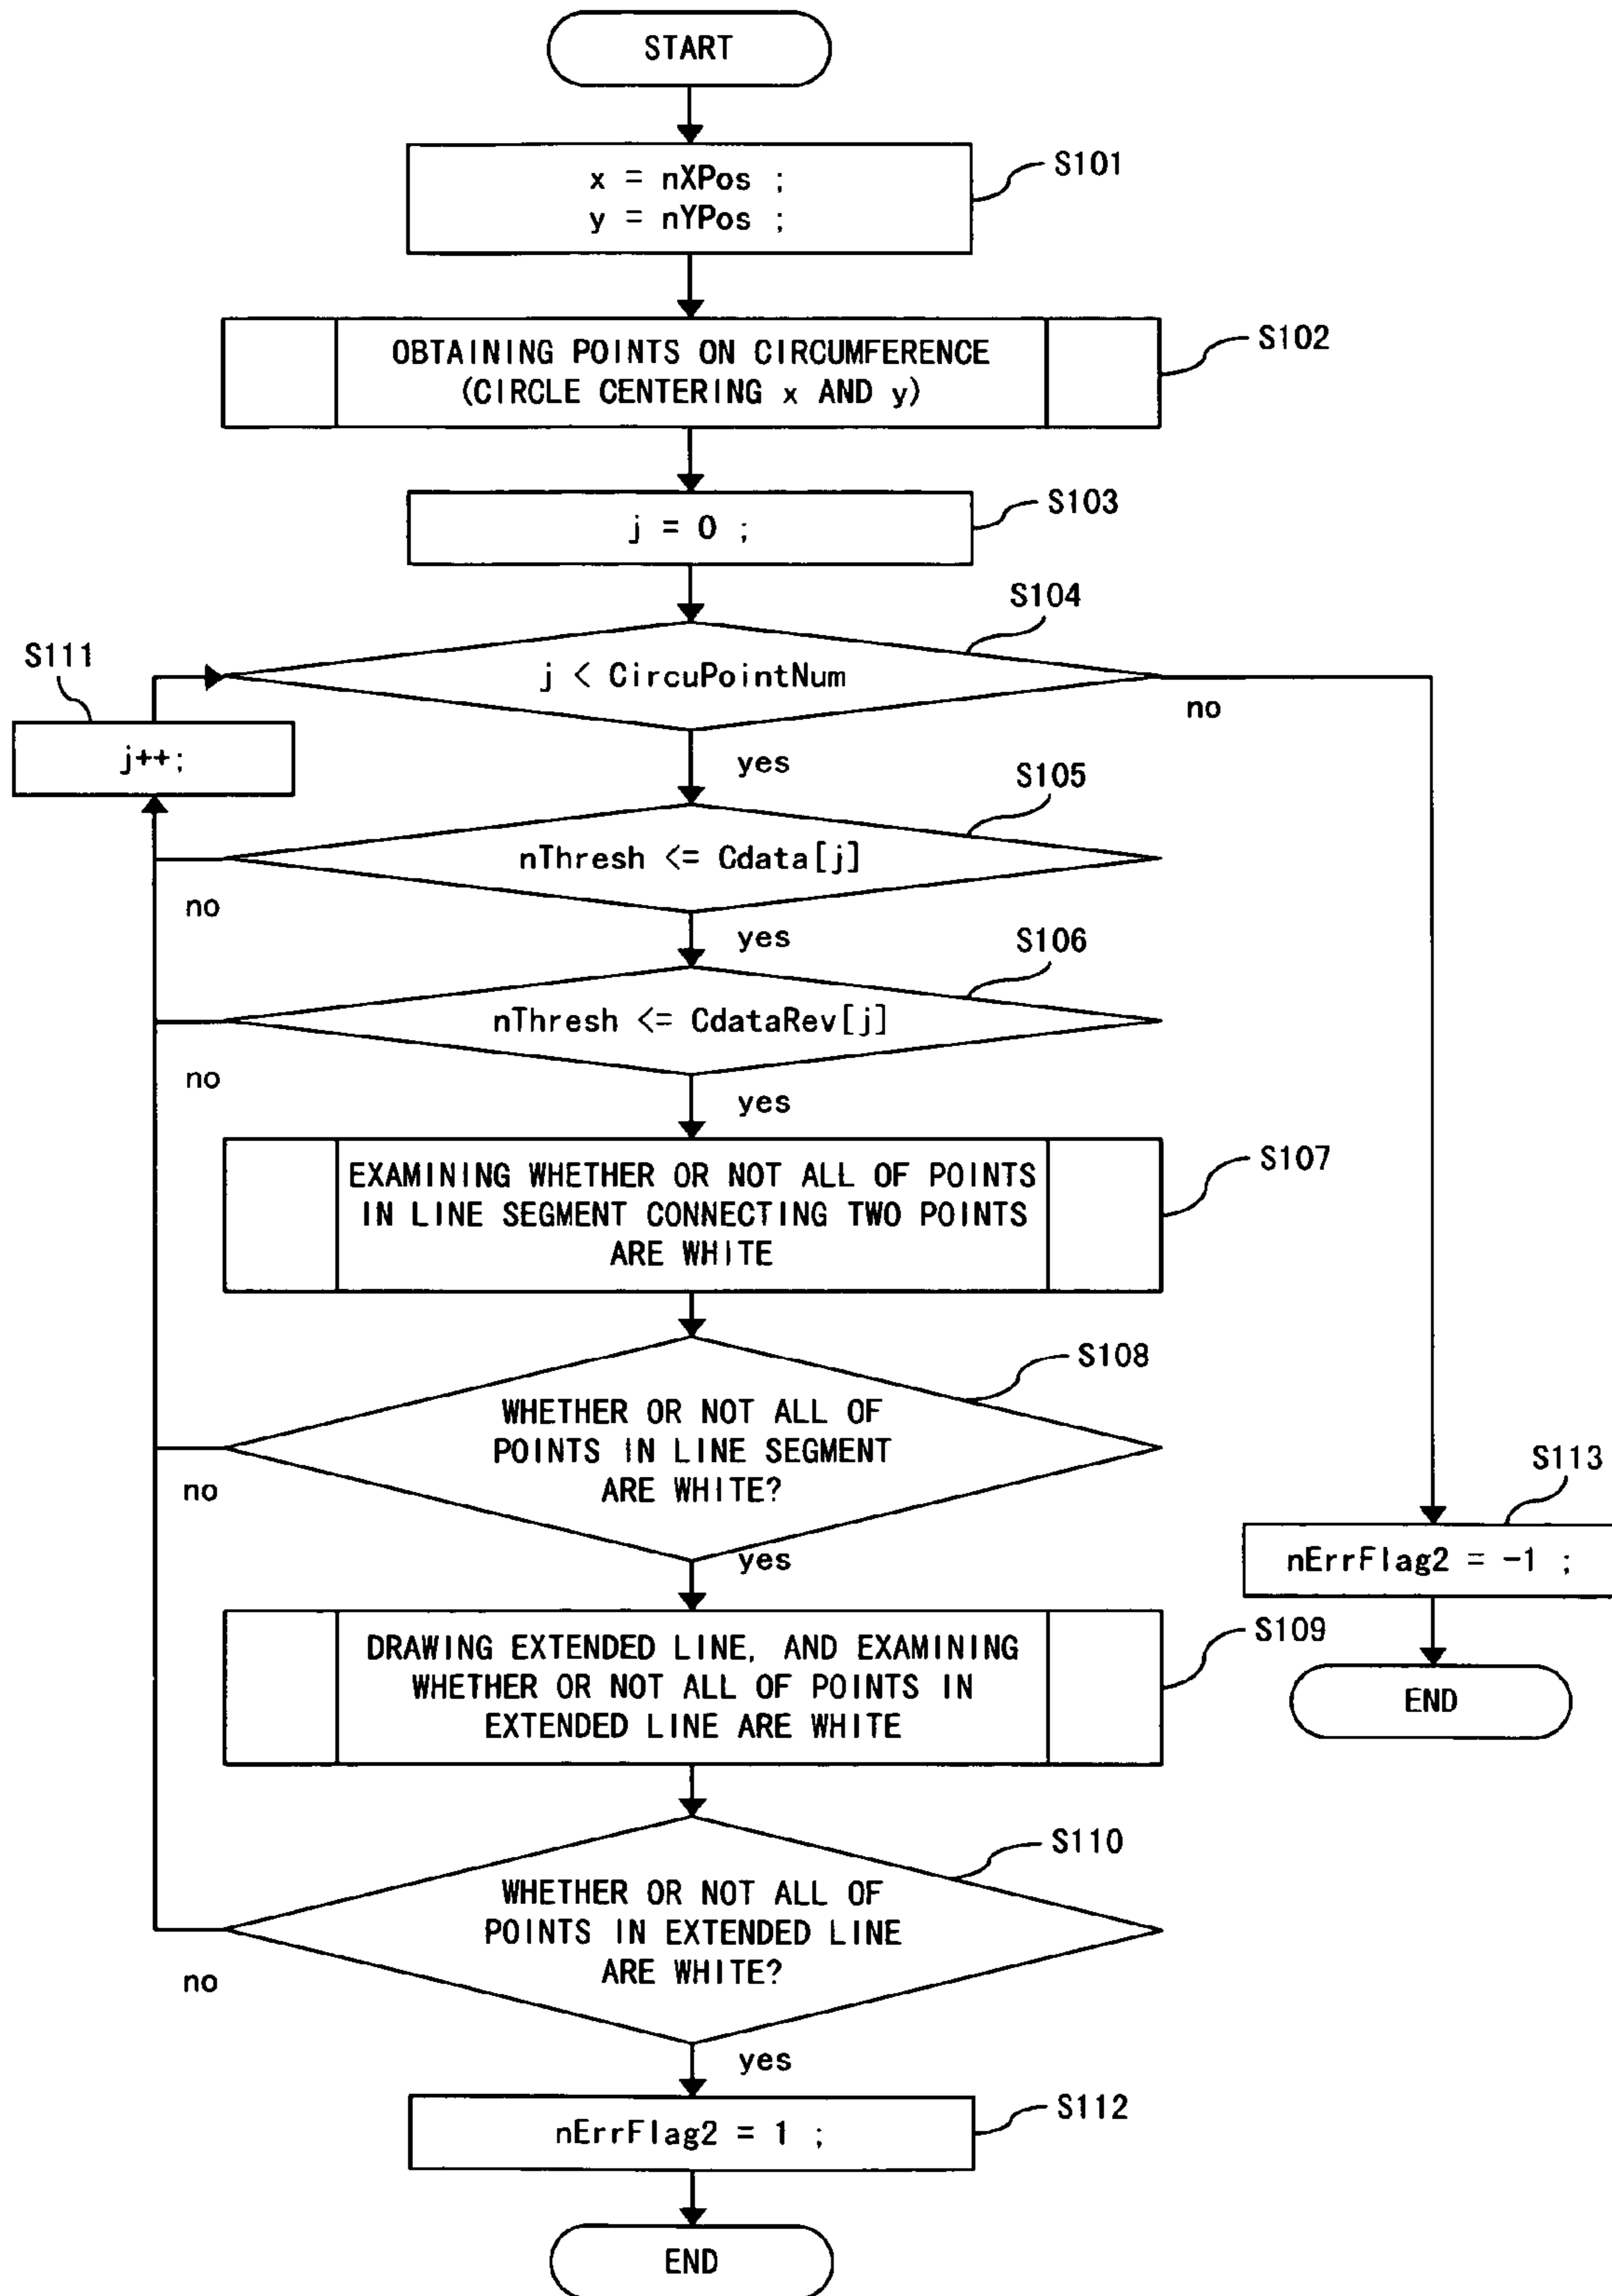 START
S101
x = nXPos ;
y = nYPos ;
S102
OBTAINING POINTS ON CIRCUMFERENCE
(CIRCLE CENTERING x AND y)
S103
j = 0 ;
S104
S111
j < CircuPointNum
no
j++;
yes
S105
nThresh <= Cdata[j]
no
yes
S106
nThresh <= CdataRev[j]
no
yes
S107
EXAMINING WHETHER OR NOT ALL OF POINTS
IN LINE SEGMENT CONNECTING TWO POINTS
ARE WHITE
S108
WHETHER OR NOT ALL OF
POINTS IN LINE SEGMENT
ARE WHITE?
no
yes
S113
nErrFlag2 = -1 ;
END
S109
DRAWING EXTENDED LINE, AND EXAMINING
WHETHER OR NOT ALL OF POINTS IN
EXTENDED LINE ARE WHITE
S110
WHETHER OR NOT ALL OF
POINTS IN EXTENDED LINE
ARE WHITE?
no
yes
S112
nErrFlag2 = 1 ;
END